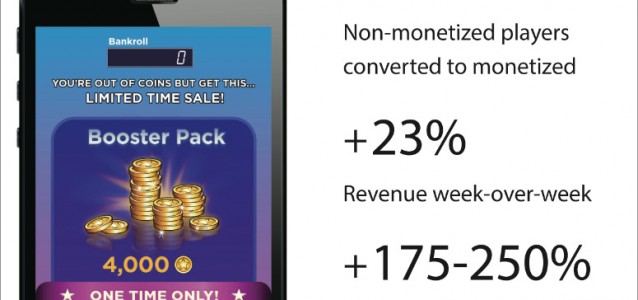 Bankroll
0
YOU'RE OUT OF COINS BUT GET THIS...
LIMITED TIME SALE!
Booster Pack
4,000
ONE TIME ONLY!
Non-monetized players
converted to monetized
+23%
Revenue week-over-week
+175-250%